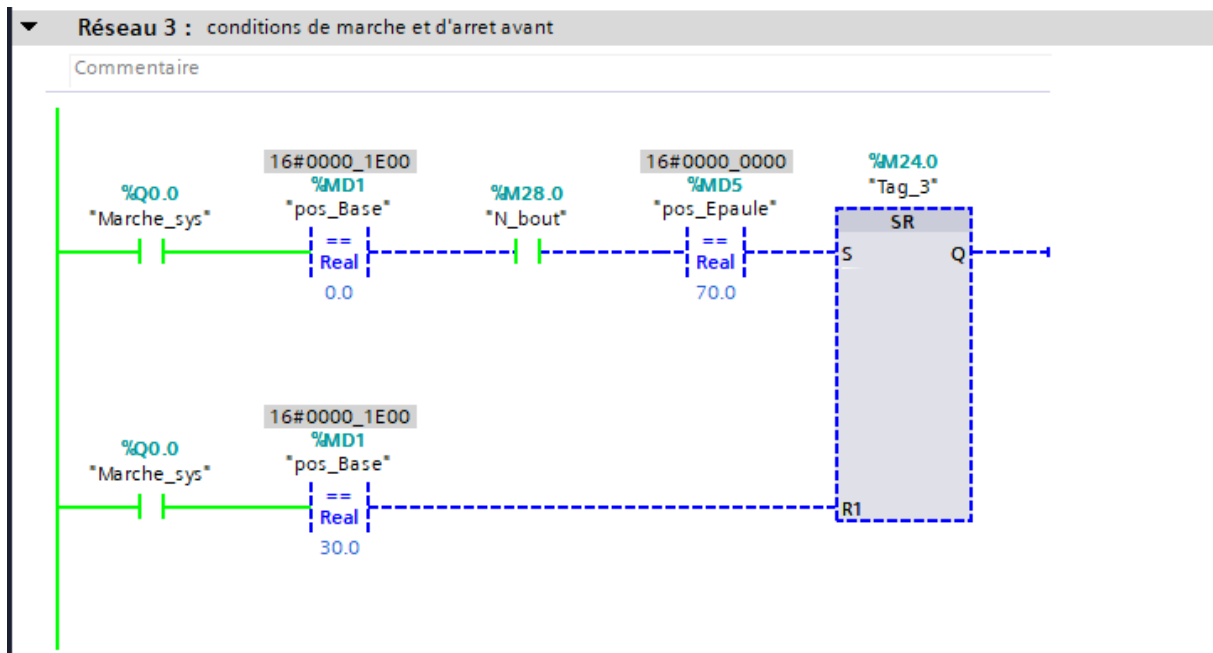 Réseau 3 : conditions de marche et d'arret avant
Commentaire
16#0000_1E00
16#0000_0000
%M24.0
%Q0.0
%MD1
%M28.0
%MD5
"Tag_3"
"Marche_sys"
"pos_Base"
"N_bout"
"pos_Epaule"
SR
==
==
S
Q
Real
Real
0.0
70.0
16#0000_1E00
%Q0.0
%MD1
"Marche_sys"
"pos_Base"
==
Real
R1
30.0